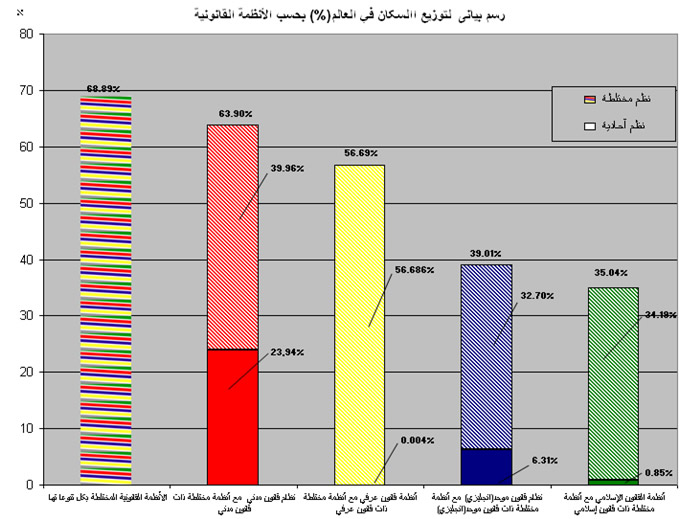 %
رسم بيانى لتوزيع االسكان في العالم(%) بحسب الأنظمة القانونية
80
70
60
50
40
30
20
10
0
68.89%
63.90%
39.96%
23.94%
56.69%
56.686%
0.004%
39.01%
32.70%
6.31%
35.04%
34.19%
0.85%
نظم مختلطة
نظم آحادية
الأنظمة القانونية المختلطة بكل تنوعاتها
نظام قانون مدني مع أنظمة مختلطة ذات
قانون مدني
أنظمة قانون عرفي مع أنظمة مختلطة
ذات قانون عرفي
نظام قانون موحد(انجليزي) مع أنظمة
مختلطة ذات قانون موحد(انجليزي)
أنظمة القانون الإسلامي مع أنظمة
مختلطة ذات قانون إسلامي